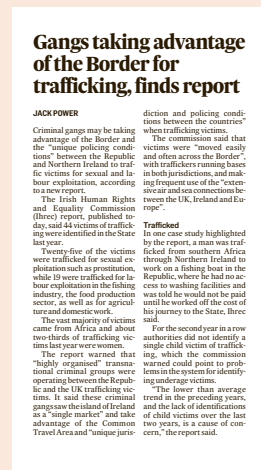 Gangs taking advantage
of the Border for
trafficking, finds report
JACK POWER
Criminal gangs may be taking
advantage of the Border and
the “unique policing condi-
tions” between the Republic
and Northern Ireland to traf-
fic victims for sexual and la-
bour exploitation, according
to a new report.
The Irish Human Rights
and Equality Commission
(Ihrec) report, published to-
day, said 44 victims of traffick-
ing were identified in the State
last year.
Twenty-five of the victims
were trafficked for sexual ex-
ploitation such as prostitution,
while 19 were trafficked for la-
bour exploitation in the fishing
industry, the food production
sector, as well as for agricul-
ture and domestic work.
The vast majority of victims
came from Africa and about
two-thirds of trafficking vic-
tims last year were women.
The report warned that
“highly organised” transna-
tional criminal groups were
operating between the Repub-
lic and the UK trafficking vic-
tims. It said these criminal
gangs saw the island of Ireland
as a “single market” and take
advantage of the Common
Travel Area and “unique juris-
diction and policing condi-
tions between the countries”
when trafficking victims.
The commission said that
victims were “moved easily
and often across the Border”,
with traffickers running bases
in both jurisdictions, and mak-
ing frequent use of the “exten-
sive air and sea connections be-
tween the UK, Ireland and Eu-
rope”.
Trafficked
In one case study highlighted
by the report, a man was traf-
ficked from southern Africa
through Northern Ireland to
work on a fishing boat in the
Republic, where he had no ac-
cess to washing facilities and
was told he would not be paid
until he worked off the cost of
his journey to the State, Ihrec
said.
For the second year in a row
authorities did not identify a
single child victim of traffick-
ing, which the commission
warned could point to prob-
lems in the system for identify-
ing underage victims.
“The lower than average
trend in the preceding years,
and the lack of identifications
of child victims over the last
two years, is a cause of con-
cern,” the report said.